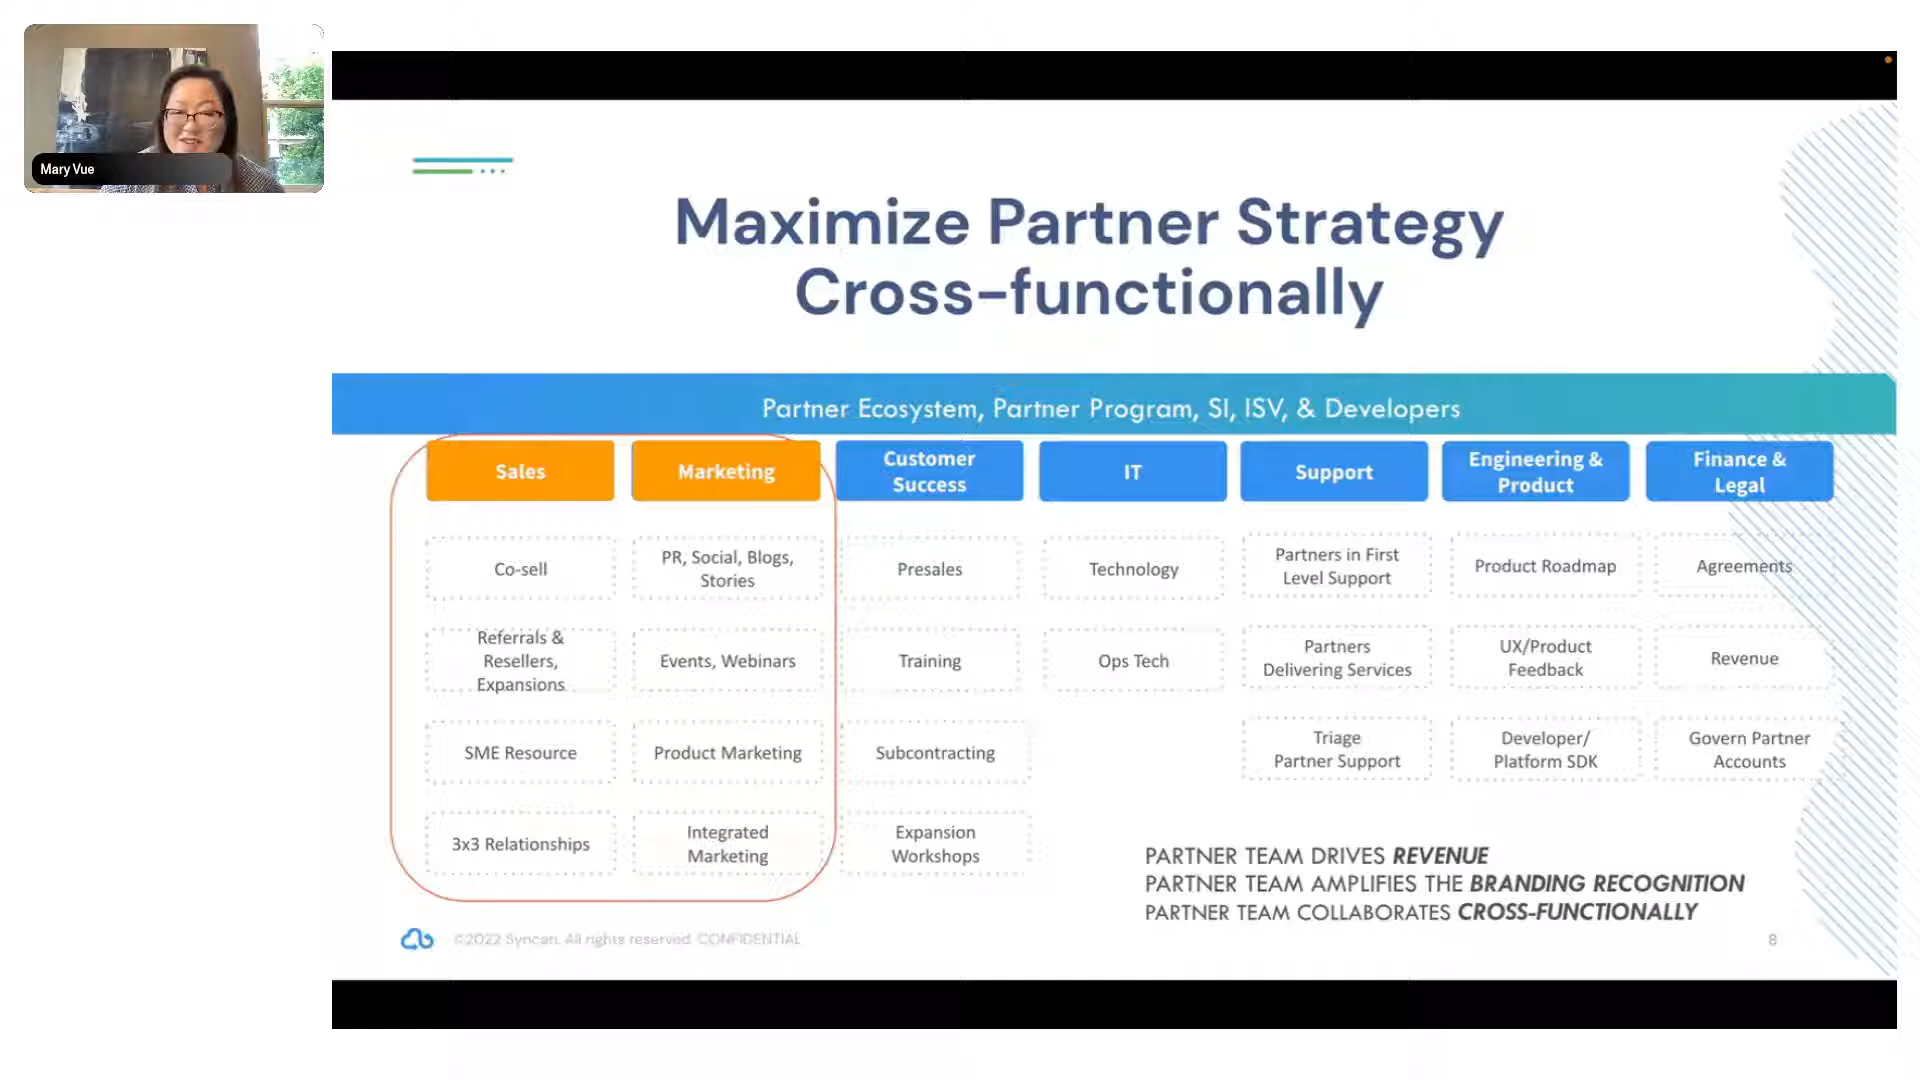 Mary Vue
Maximize Partner Strategy
Cross-functionally
Partner Ecosystem, Partner Program, SI, ISV, & Developers
Sales
Marketing
Customer
Success
IT
Support
Engineering &
Product
Finance &
Legal
Co-sell
PR, Social, Blogs,
Stories
Presales
Technology
Partners in First
Level Support
Product Roadmap
Agreements
Referrals &
Resellers,
Expansions
Events, Webinars
Training
Ops Tech
Partners
Delivering Services
UX/Product
Feedback
Revenue
SME Resource
Product Marketing
Subcontracting
Triage
Partner Support
Developer/
Platform SDK
Govern Partner
Accounts
3x3 Relationships
Integrated
Marketing
Expansion
Workshops
PARTNER TEAM DRIVES REVENUE
PARTNER TEAM AMPLIFIES THE BRANDING RECOGNITION
PARTNER TEAM COLLABORATES CROSS-FUNCTIONALLY
©2022 Syncari. All rights reserved. CONFIDENTIAL
8